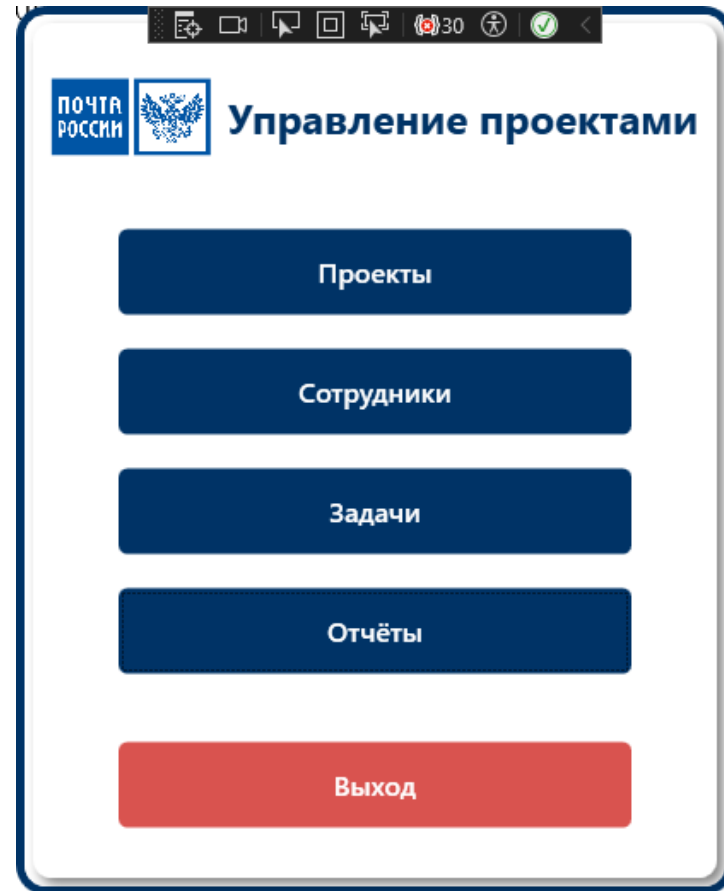 30
ПОЧТА
РОССИИ
Управление проектами
Проекты
Сотрудники
Задачи
Отчёты
Выход